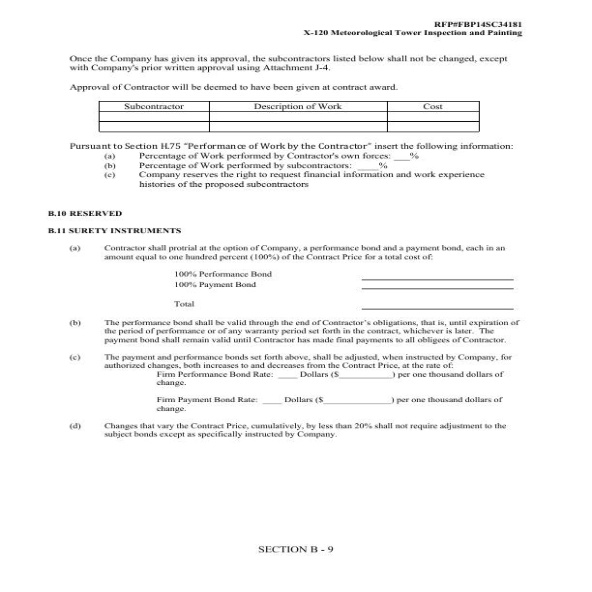 RFP#FBP14SC34181
X-120 Meteorological Tower Inspection and Painting
Once the Company has given its approval, the subcontractors listed below shall not be changed, except
with Company's prior written approval using Attachment J-4.
Approval of Contractor will be deemed to have been given at contract award.
Subcontractor Description of Work Cost
Pursuant to Section H.75 "Performance of Work by the Contractor" insert the following information:
(a) Percentage of Work performed by Contractor's own forces: ___%
(b) Percentage of Work performed by subcontractors: ____%
(c) Company reserves the right to request financial information and work experience
histories of the proposed subcontractors
B.10 RESERVED
B.11 SURETY INSTRUMENTS
(a) Contractor shall protrial at the option of Company, a performance bond and a payment bond, each in an
amount equal to one hundred percent (100%) of the Contract Price for a total cost of:
100% Performance Bond
100% Payment Bond
Total
(b) The performance bond shall be valid through the end of Contractor's obligations, that is, until expiration of
the period of performance or of any warranty period set forth in the contract, whichever is later. The
payment bond shall remain valid until Contractor has made final payments to all obligees of Contractor.
(c) The payment and performance bonds set forth above, shall be adjusted, when instructed by Company, for
authorized changes, both increases to and decreases from the Contract Price, at the rate of:
Firm Performance Bond Rate: ____ Dollars ($___________) per one thousand dollars of
change.
Firm Payment Bond Rate: ____ Dollars ($______________) per one thousand dollars of
change.
(d) Changes that vary the Contract Price, cumulatively, by less than 20% shall not require adjustment to the
subject bonds except as specifically instructed by Company.
SECTION B - 9